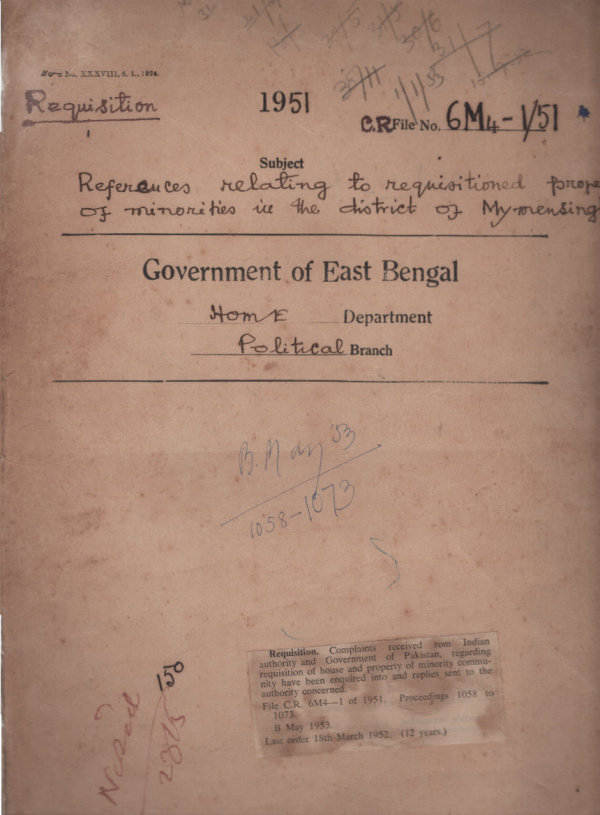 Form No. XXXVIII, S. L., 1924.
Requisition
1951
C.R File No. 6M4-1/51
Subject
References relating to requisitioned prope
of minorities in the district of Mymensing
Government of East Bengal
Home Department
Political Branch
B. May '53
1058-1073
Requisition. Complaints received rom Indian
authority and Government of Pakistan, regarding
requisition of house and property of minority commu-
nity have been enquired into and replies sent to the
authority concerned.
File C.R. 6M4—1 of 1951. Proceedings 1058 to
1073.
B May 1953.
Last order 18th March 1952. (12 years.)
150